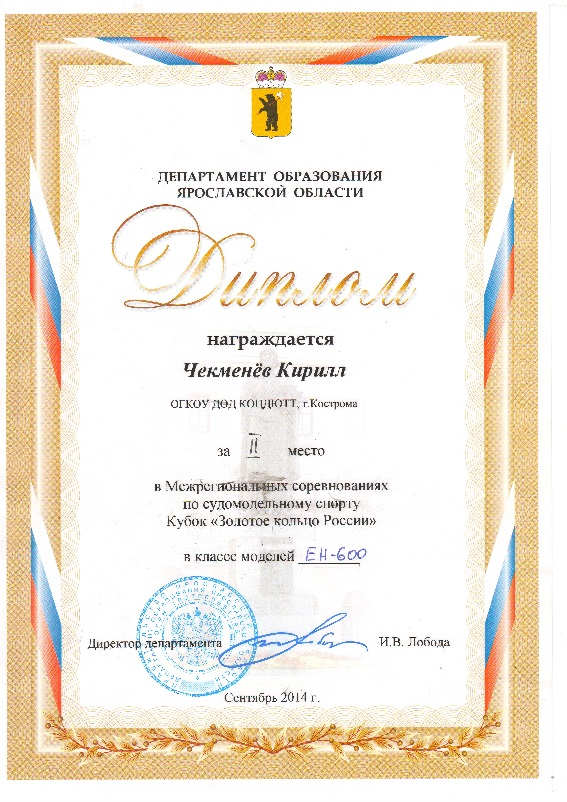 ДЕПАРТАМЕНТ ОБРАЗОВАНИЯ
ЯРОСЛАВСКОЙ ОБЛАСТИ
Диплом
награждается
Чекменёв Кирилл
ОГКОУ ДОД КОЦДЮТТ, г.Кострома
за II место
в Межрегиональных соревнованиях
по судомодельному спорту
Кубок «Золотое кольцо России»
в классе моделей ЕН-600
Директор департамента И.В. Лобода
Сентябрь 2014 г.